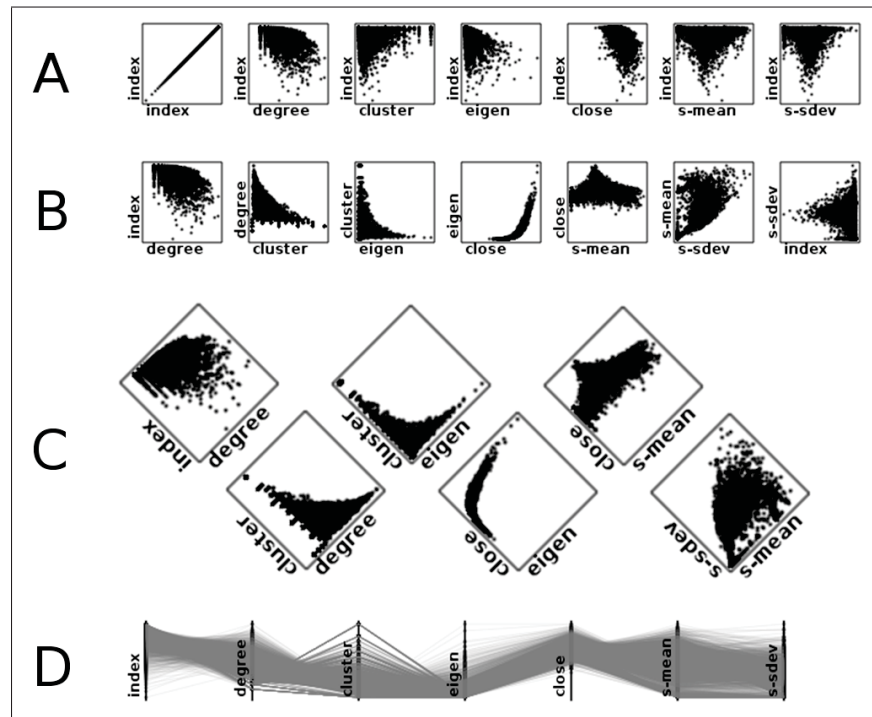 A
index index index index index index index
index degree cluster eigen close s-mean s-sdev
B
index degree cluster eigen close s-mean s-sdev
degree cluster eigen close s-mean s-sdev index
C
index degree cluster eigen close s-mean
cluster degree close eigen s-sdev s-mean
D
index degree cluster eigen close s-mean s-sdev